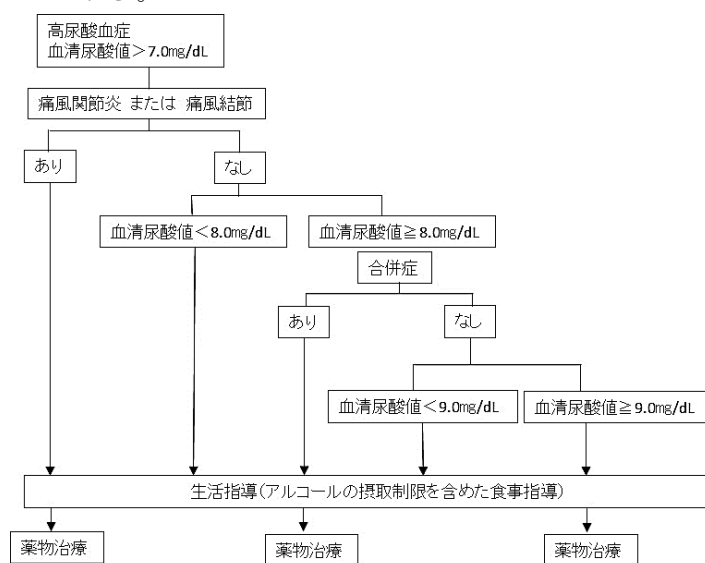 高尿酸血症
血清尿酸値＞7.0mg/dL
痛風関節炎 または 痛風結節
あり
なし
血清尿酸値＜8.0mg/dL
血清尿酸値≧8.0mg/dL
合併症
あり
なし
血清尿酸値＜9.0mg/dL
血清尿酸値≧9.0mg/dL
生活指導(アルコールの摂取制限を含めた食事指導)
薬物治療
薬物治療
薬物治療